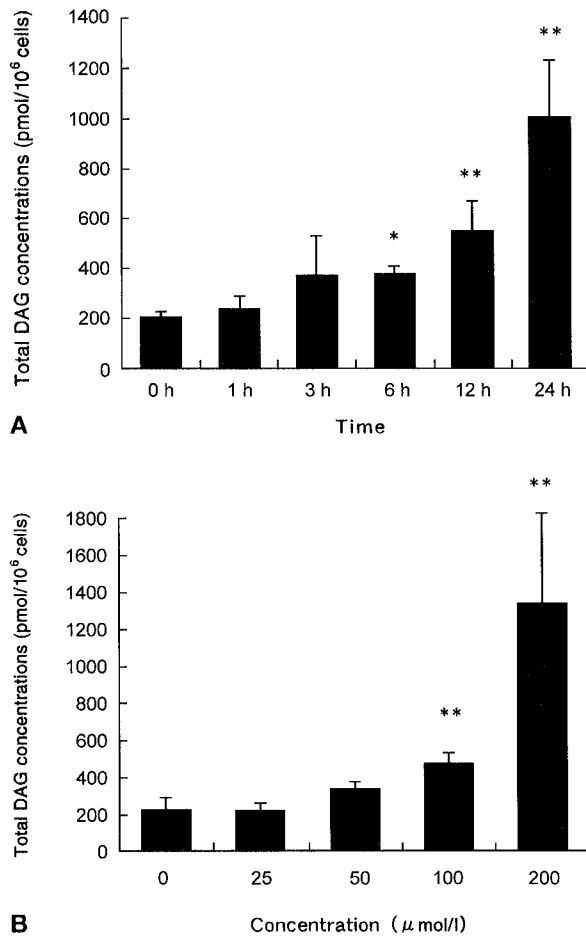 1400
1200
1000
800
600
400
200
0
Total DAG concentrations (pmol/10⁶ cells)
*
**
**
0 h 1 h 3 h 6 h 12 h 24 h
A
Time
1800
1600
1400
1200
1000
800
600
400
200
0
Total DAG concentrations (pmol/10⁶ cells)
**
**
0 25 50 100 200
B
Concentration (μ mol/l)